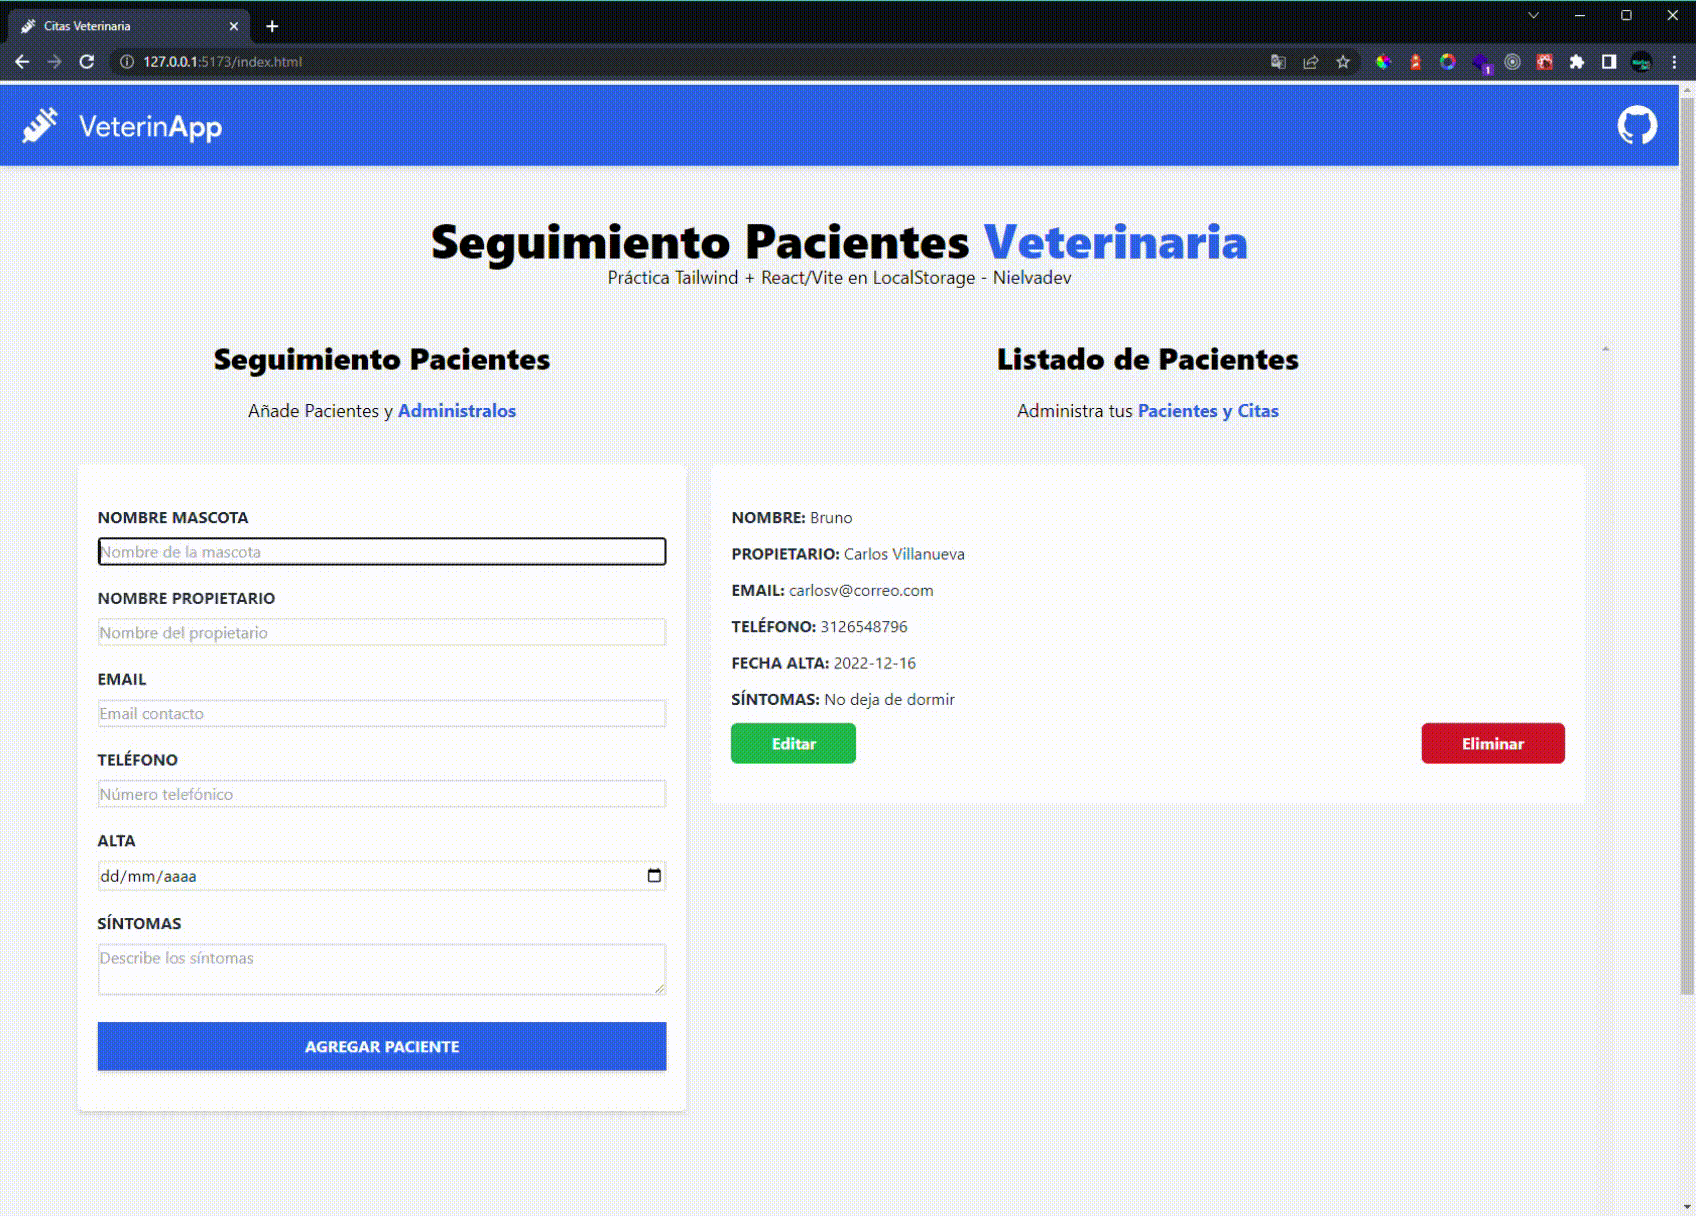 Citas Veterinaria
127.0.0.1:5173/index.html
1
VeterinApp
Seguimiento Pacientes Veterinaria
Práctica Tailwind + React/Vite en LocalStorage - Nielvadev
Seguimiento Pacientes
Añade Pacientes y Administralos
NOMBRE MASCOTA
Nombre de la mascota
NOMBRE PROPIETARIO
Nombre del propietario
EMAIL
Email contacto
TELÉFONO
Número telefónico
ALTA
dd/mm/aaaa
SÍNTOMAS
Describe los síntomas
AGREGAR PACIENTE
Listado de Pacientes
Administra tus Pacientes y Citas
NOMBRE: Bruno
PROPIETARIO: Carlos Villanueva
EMAIL: carlosv@correo.com
TELÉFONO: 3126548796
FECHA ALTA: 2022-12-16
SÍNTOMAS: No deja de dormir
Editar
Eliminar